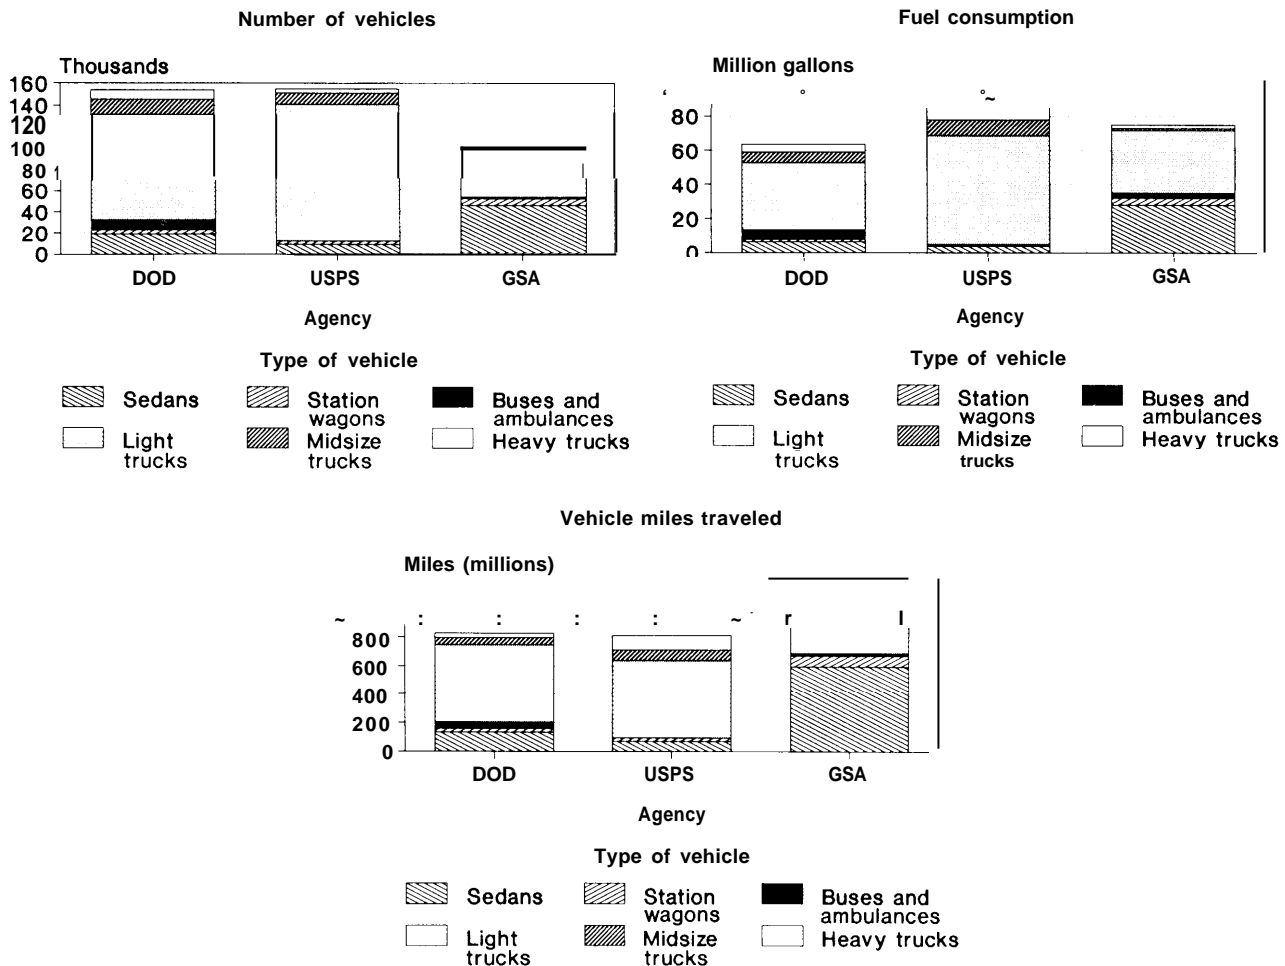 Number of vehicles
Thousands
160
140
120
100
80
60
40
20
0
DOD USPS GSA
Agency
Type of vehicle
Sedans
Station wagons
Buses and ambulances
Light trucks
Midsize trucks
Heavy trucks
Fuel consumption
Million gallons
80
60
40
20
0
DOD USPS GSA
Agency
Type of vehicle
Sedans
Station wagons
Buses and ambulances
Light trucks
Midsize trucks
Heavy trucks
Vehicle miles traveled
Miles (millions)
800
600
400
200
0
DOD USPS GSA
Agency
Type of vehicle
Sedans
Station wagons
Buses and ambulances
Light trucks
Midsize trucks
Heavy trucks